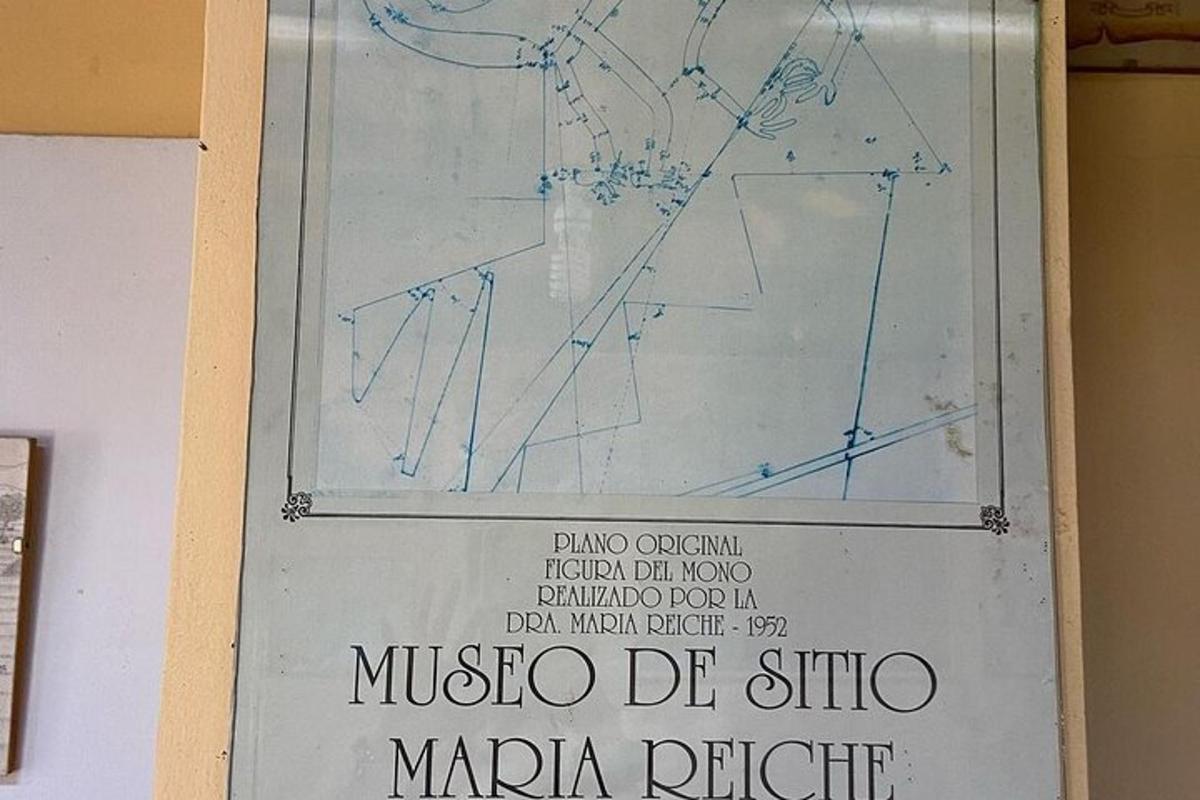 PLANO ORIGINAL
FIGURA DEL MONO
REALIZADO POR LA
DRA. MARIA REICHE - 1952
MUSEO DE SITIO
MARIA REICHE